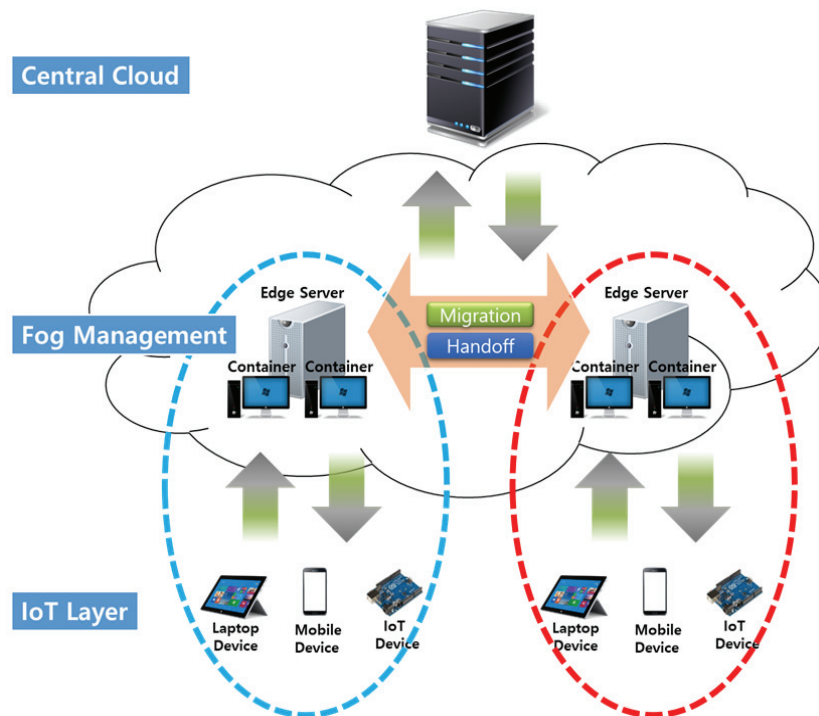 Central Cloud
Edge Server
Edge Server
Fog Management
Migration
Handoff
Container
Container
Container
Container
IoT Layer
Laptop
Device
Mobile
Device
IoT
Device
Laptop
Device
Mobile
Device
IoT
Device